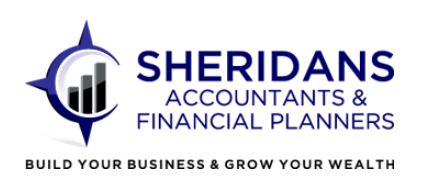 SHERIDANS
ACCOUNTANTS &
FINANCIAL PLANNERS
BUILD YOUR BUSINESS & GROW YOUR WEALTH